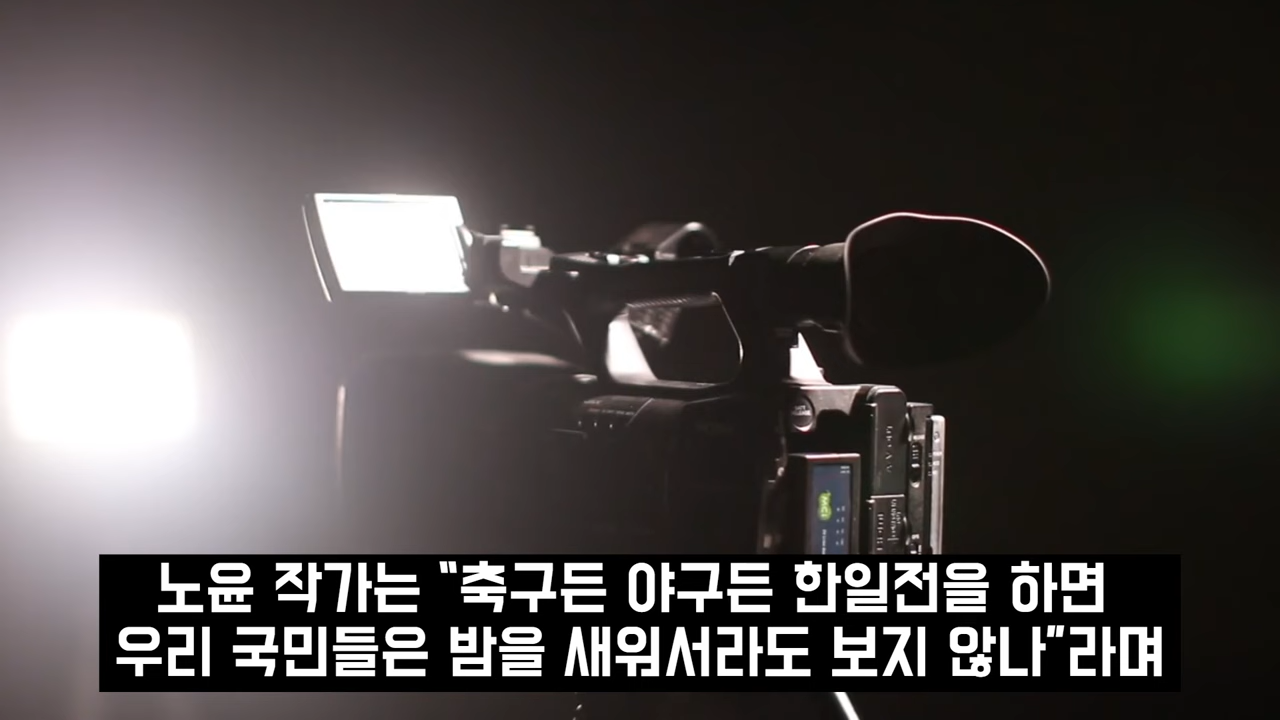 노윤 작가는 "축구든 야구든 한일전을 하면
우리 국민들은 밤을 새워서라도 보지 않나"라며